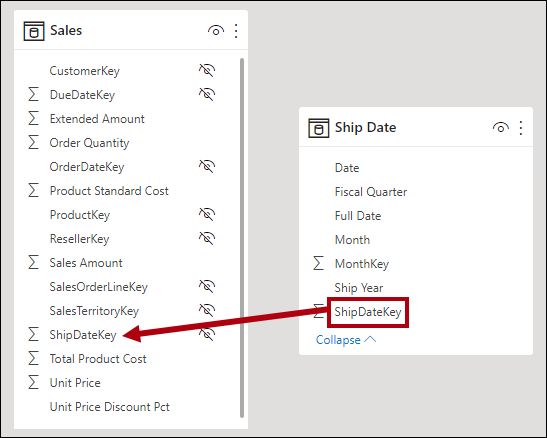 Sales
CustomerKey
DueDateKey
Extended Amount
Order Quantity
OrderDateKey
Product Standard Cost
ProductKey
ResellerKey
Sales Amount
SalesOrderLineKey
SalesTerritoryKey
ShipDateKey
Total Product Cost
Unit Price
Unit Price Discount Pct
Ship Date
Date
Fiscal Quarter
Full Date
Month
MonthKey
Ship Year
ShipDateKey
Collapse